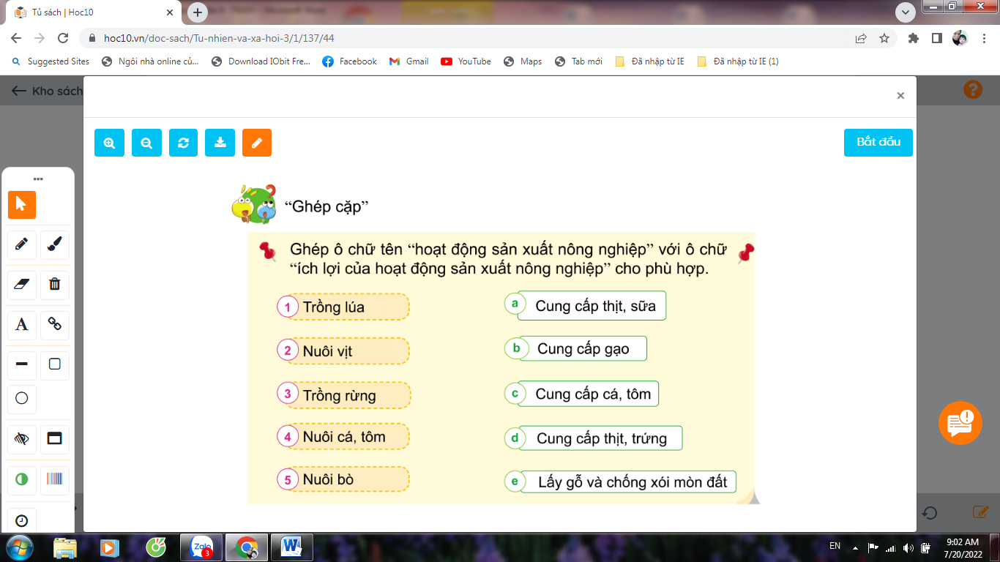 Tủ sách | Hoc10
hoc10.vn/doc-sach/Tu-nhien-va-xa-hoi-3/1/137/44
Suggested Sites
Ngôi nhà online củ...
Download IObit Fre...
Facebook
Gmail
YouTube
Maps
Tab mới
Đã nhập từ IE
Đã nhập từ IE (1)
Kho sách
Bắt đầu
“Ghép cặp”
Ghép ô chữ tên “hoạt động sản xuất nông nghiệp” với ô chữ
“ích lợi của hoạt động sản xuất nông nghiệp” cho phù hợp.
1 Trồng lúa
a Cung cấp thịt, sữa
2 Nuôi vịt
b Cung cấp gạo
3 Trồng rừng
c Cung cấp cá, tôm
4 Nuôi cá, tôm
d Cung cấp thịt, trứng
5 Nuôi bò
e Lấy gỗ và chống xói mòn đất
A
Zalo
3
EN
9:02 AM
7/20/2022